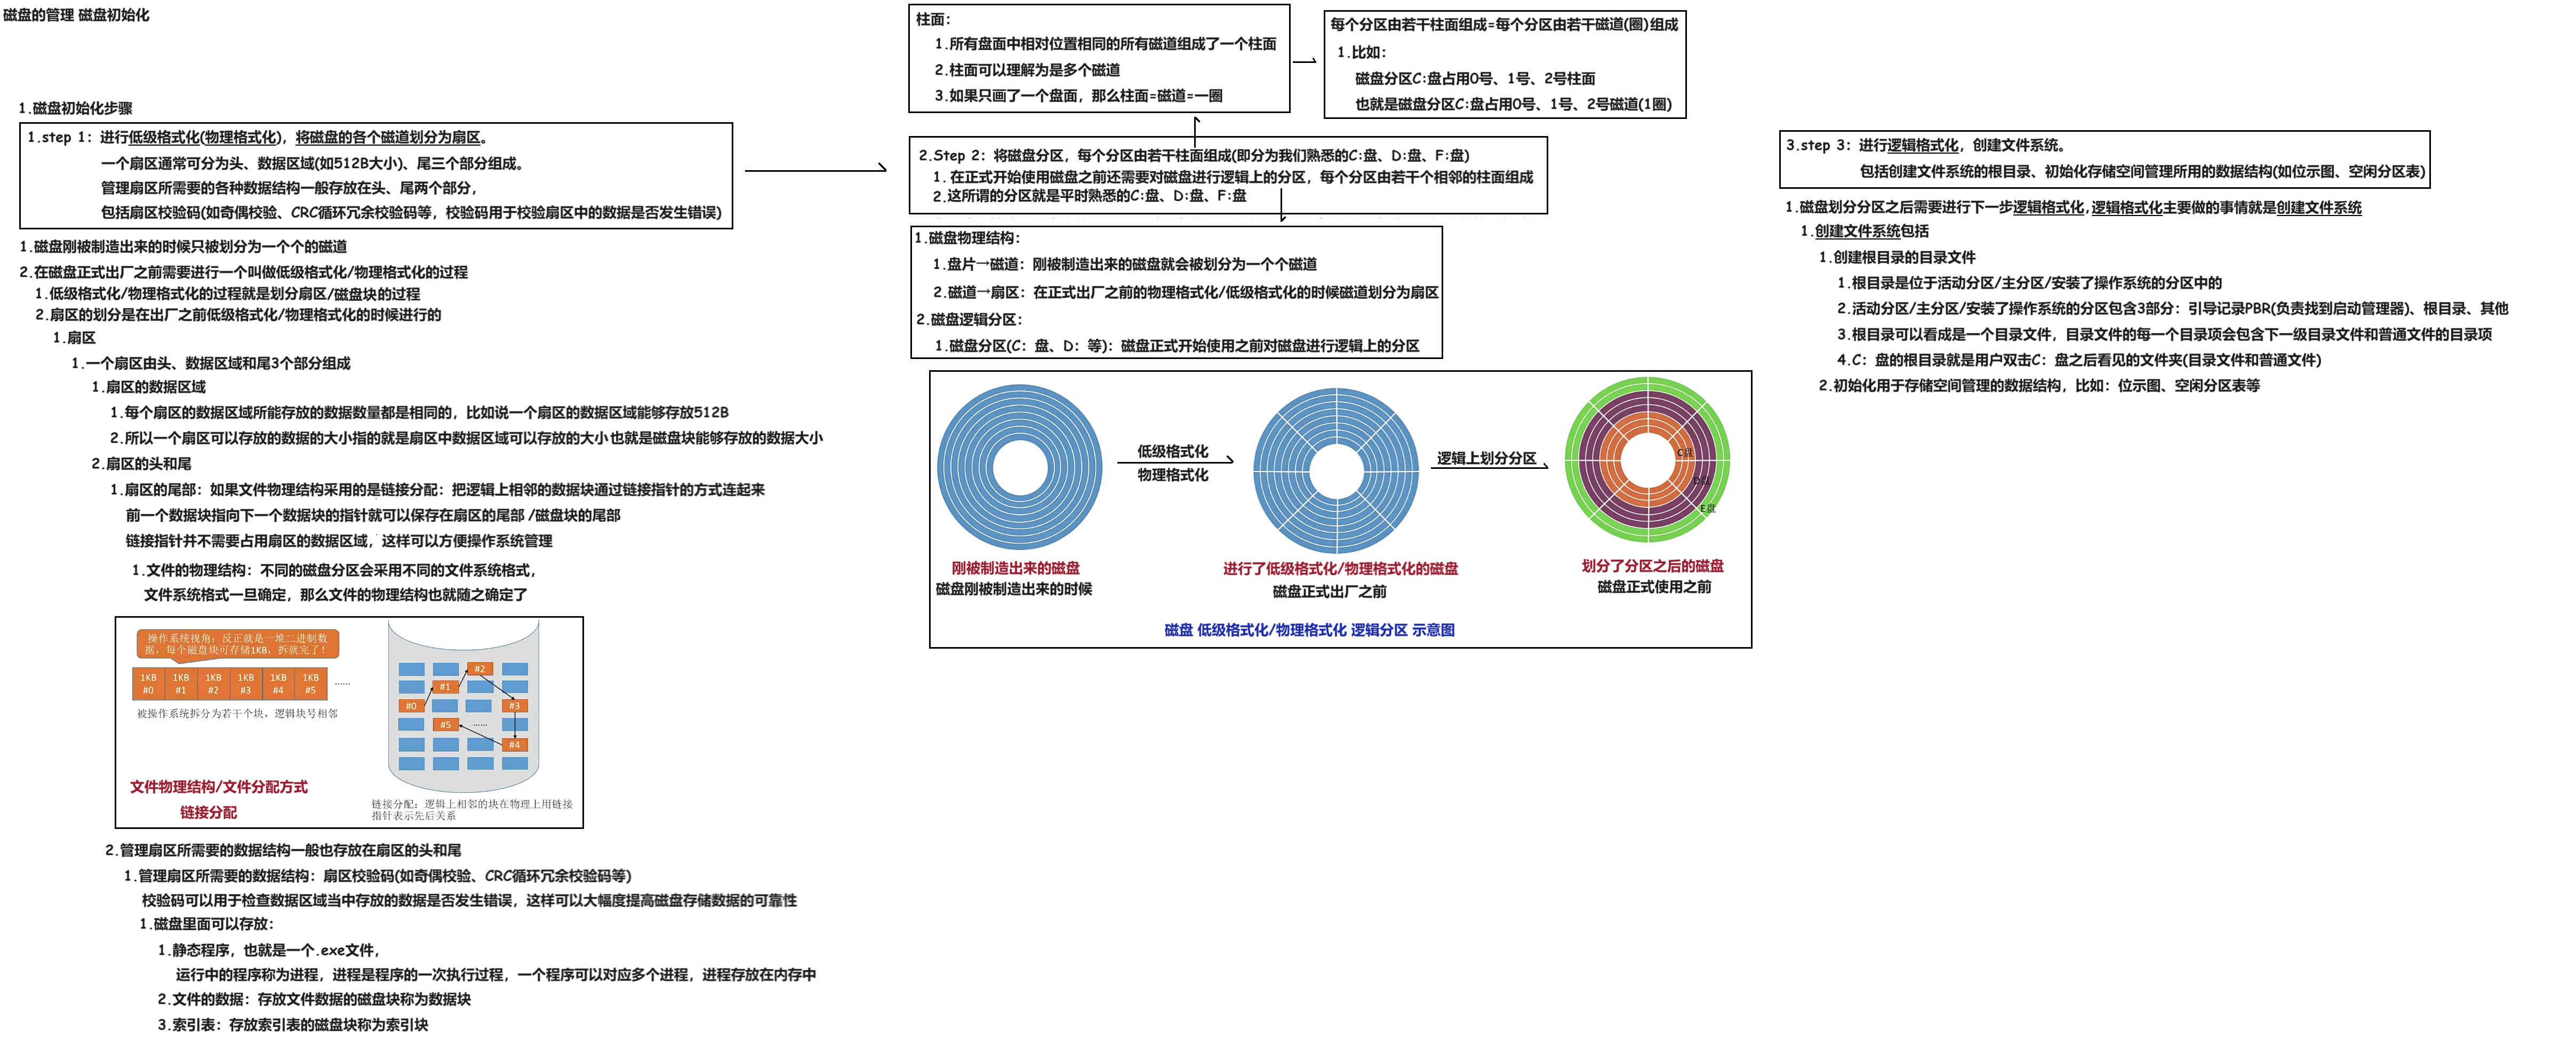 磁盘的管理 磁盘初始化
1.磁盘初始化步骤
1.step 1：进行低级格式化(物理格式化)，将磁盘的各个磁道划分为扇区。
一个扇区通常可分为头、数据区域(如512B大小)、尾三个部分组成。
管理扇区所需要的各种数据结构一般存放在头、尾两个部分，
包括扇区校验码(如奇偶校验、CRC循环冗余校验码等，校验码用于校验扇区中的数据是否发生错误)
1.磁盘刚被制造出来的时候只被划分为一个个的磁道
2.在磁盘正式出厂之前需要进行一个叫做低级格式化/物理格式化的过程
1.低级格式化/物理格式化的过程就是划分扇区/磁盘块的过程
2.扇区的划分是在出厂之前低级格式化/物理格式化的时候进行的
1.扇区
1.一个扇区由头、数据区域和尾3个部分组成
1.扇区的数据区域
1.每个扇区的数据区域所能存放的数据数量都是相同的，比如说一个扇区的数据区域能够存放512B
2.所以一个扇区可以存放的数据的大小指的就是扇区中数据区域可以存放的大小也就是磁盘块能够存放的数据大小
2.扇区的头和尾
1.扇区的尾部：如果文件物理结构采用的是链接分配：把逻辑上相邻的数据块通过链接指针的方式连起来
前一个数据块指向下一个数据块的指针就可以保存在扇区的尾部 /磁盘块的尾部
链接指针并不需要占用扇区的数据区域，这样可以方便操作系统管理
1.文件的物理结构：不同的磁盘分区会采用不同的文件系统格式，
文件系统格式一旦确定，那么文件的物理结构也就随之确定了
操作系统视角：反正就是一堆二进制数
据，每个磁盘块可存储1KB，拆就完了！
1KB 1KB 1KB 1KB 1KB 1KB
#0 #1 #2 #3 #4 #5 ……
被操作系统拆分为若干个块，逻辑块号相邻
#2
#1
#0 #3
#5 ……
#4
文件物理结构/文件分配方式
链接分配
链接分配：逻辑上相邻的块在物理上用链接
指针表示先后关系
2.管理扇区所需要的数据结构一般也存放在扇区的头和尾
1.管理扇区所需要的数据结构：扇区校验码(如奇偶校验、CRC循环冗余校验码等)
校验码可以用于检查数据区域当中存放的数据是否发生错误，这样可以大幅度提高磁盘存储数据的可靠性
1.磁盘里面可以存放：
1.静态程序，也就是一个.exe文件，
运行中的程序称为进程，进程是程序的一次执行过程，一个程序可以对应多个进程，进程存放在内存中
2.文件的数据：存放文件数据的磁盘块称为数据块
3.索引表：存放索引表的磁盘块称为索引块
柱面：
1.所有盘面中相对位置相同的所有磁道组成了一个柱面
2.柱面可以理解为是多个磁道
3.如果只画了一个盘面，那么柱面=磁道=一圈
每个分区由若干柱面组成=每个分区由若干磁道(圈)组成
1.比如：
磁盘分区C:盘占用0号、1号、2号柱面
也就是磁盘分区C:盘占用0号、1号、2号磁道(1圈)
2.Step 2：将磁盘分区，每个分区由若干柱面组成(即分为我们熟悉的C:盘、D:盘、F:盘)
1. 在正式开始使用磁盘之前还需要对磁盘进行逻辑上的分区，每个分区由若干个相邻的柱面组成
2.这所谓的分区就是平时熟悉的C:盘、D:盘、F:盘
1.磁盘物理结构：
1.盘片→磁道：刚被制造出来的磁盘就会被划分为一个个磁道
2.磁道→扇区：在正式出厂之前的物理格式化/低级格式化的时候磁道划分为扇区
2.磁盘逻辑分区：
1.磁盘分区(C：盘、D：等)：磁盘正式开始使用之前对磁盘进行逻辑上的分区
低级格式化
物理格式化
逻辑上划分分区
C盘
D盘
E盘
刚被制造出来的磁盘
磁盘刚被制造出来的时候
进行了低级格式化/物理格式化的磁盘
磁盘正式出厂之前
划分了分区之后的磁盘
磁盘正式使用之前
磁盘 低级格式化/物理格式化 逻辑分区 示意图
3.step 3：进行逻辑格式化，创建文件系统。
包括创建文件系统的根目录、初始化存储空间管理所用的数据结构(如位示图、空闲分区表)
1.磁盘划分分区之后需要进行下一步逻辑格式化,逻辑格式化主要做的事情就是创建文件系统
1.创建文件系统包括
1.创建根目录的目录文件
1.根目录是位于活动分区/主分区/安装了操作系统的分区中的
2.活动分区/主分区/安装了操作系统的分区包含3部分：引导记录PBR(负责找到启动管理器)、根目录、其他
3.根目录可以看成是一个目录文件，目录文件的每一个目录项会包含下一级目录文件和普通文件的目录项
4.C：盘的根目录就是用户双击C：盘之后看见的文件夹(目录文件和普通文件)
2.初始化用于存储空间管理的数据结构，比如：位示图、空闲分区表等